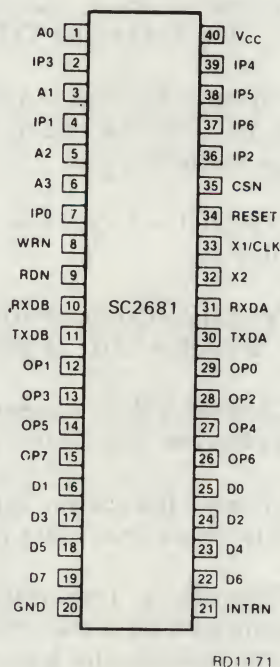 A0 1 40 VCC
IP3 2 39 IP4
A1 3 38 IP5
IP1 4 37 IP6
A2 5 36 IP2
A3 6 35 CSN
IP0 7 34 RESET
WRN 8 33 X1/CLK
RDN 9 32 X2
RXDB 10 SC2681 31 RXDA
TXDB 11 30 TXDA
OP1 12 29 OP0
OP3 13 28 OP2
OP5 14 27 OP4
OP7 15 26 OP6
D1 16 25 D0
D3 17 24 D2
D5 18 23 D4
D7 19 22 D6
GND 20 21 INTRN
RD1171